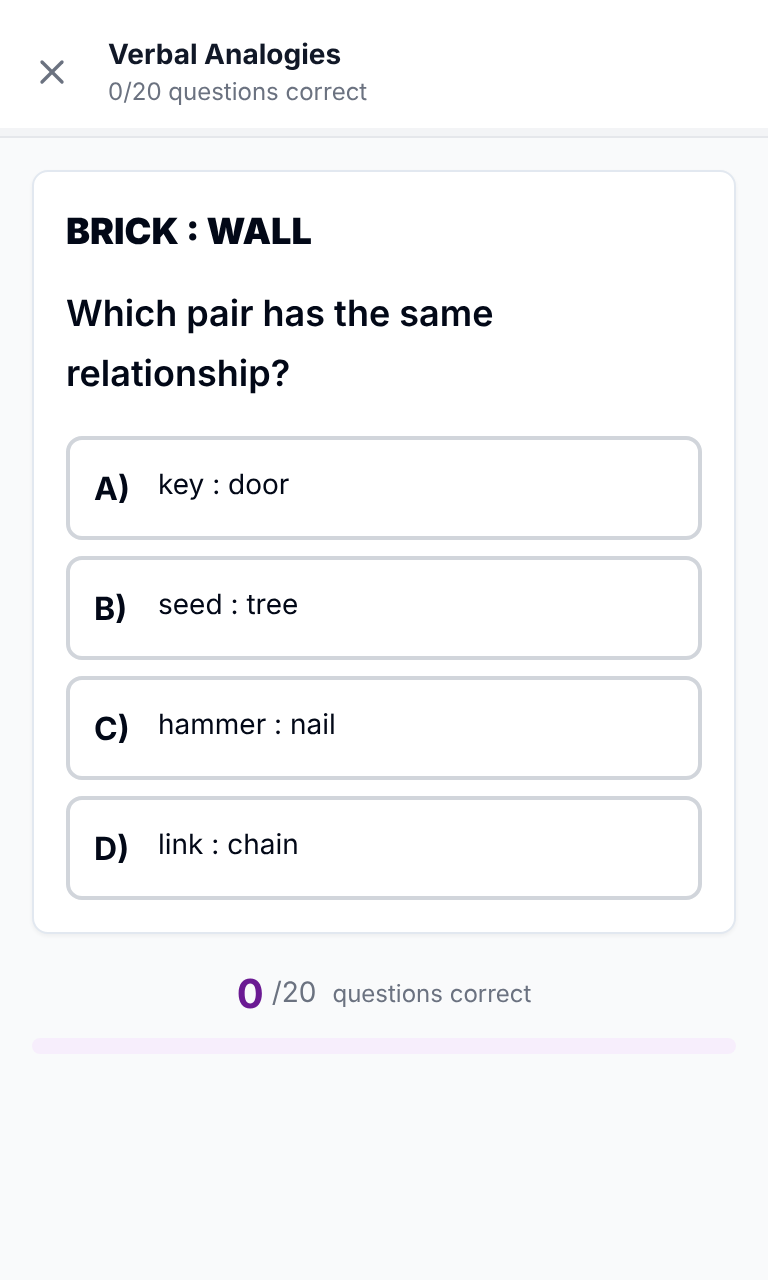 Verbal Analogies
0/20 questions correct
BRICK : WALL
Which pair has the same
relationship?
A) key : door
B) seed : tree
C) hammer : nail
D) link : chain
0 /20 questions correct